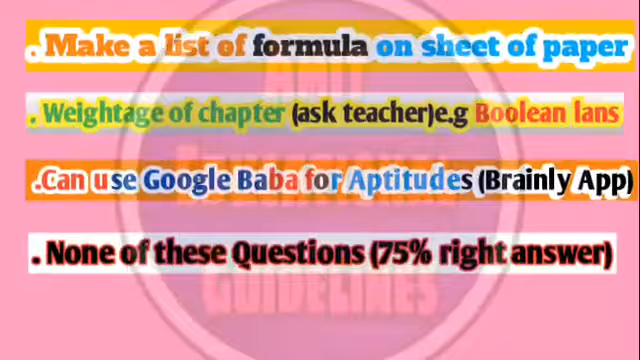 . Make a list of formula on sheet of paper
. Weightage of chapter (ask teacher)e.g Boolean lans
.Can use Google Baba for Aptitudes (Brainly App)
. None of these Questions (75% right answer)
GUIDELINES